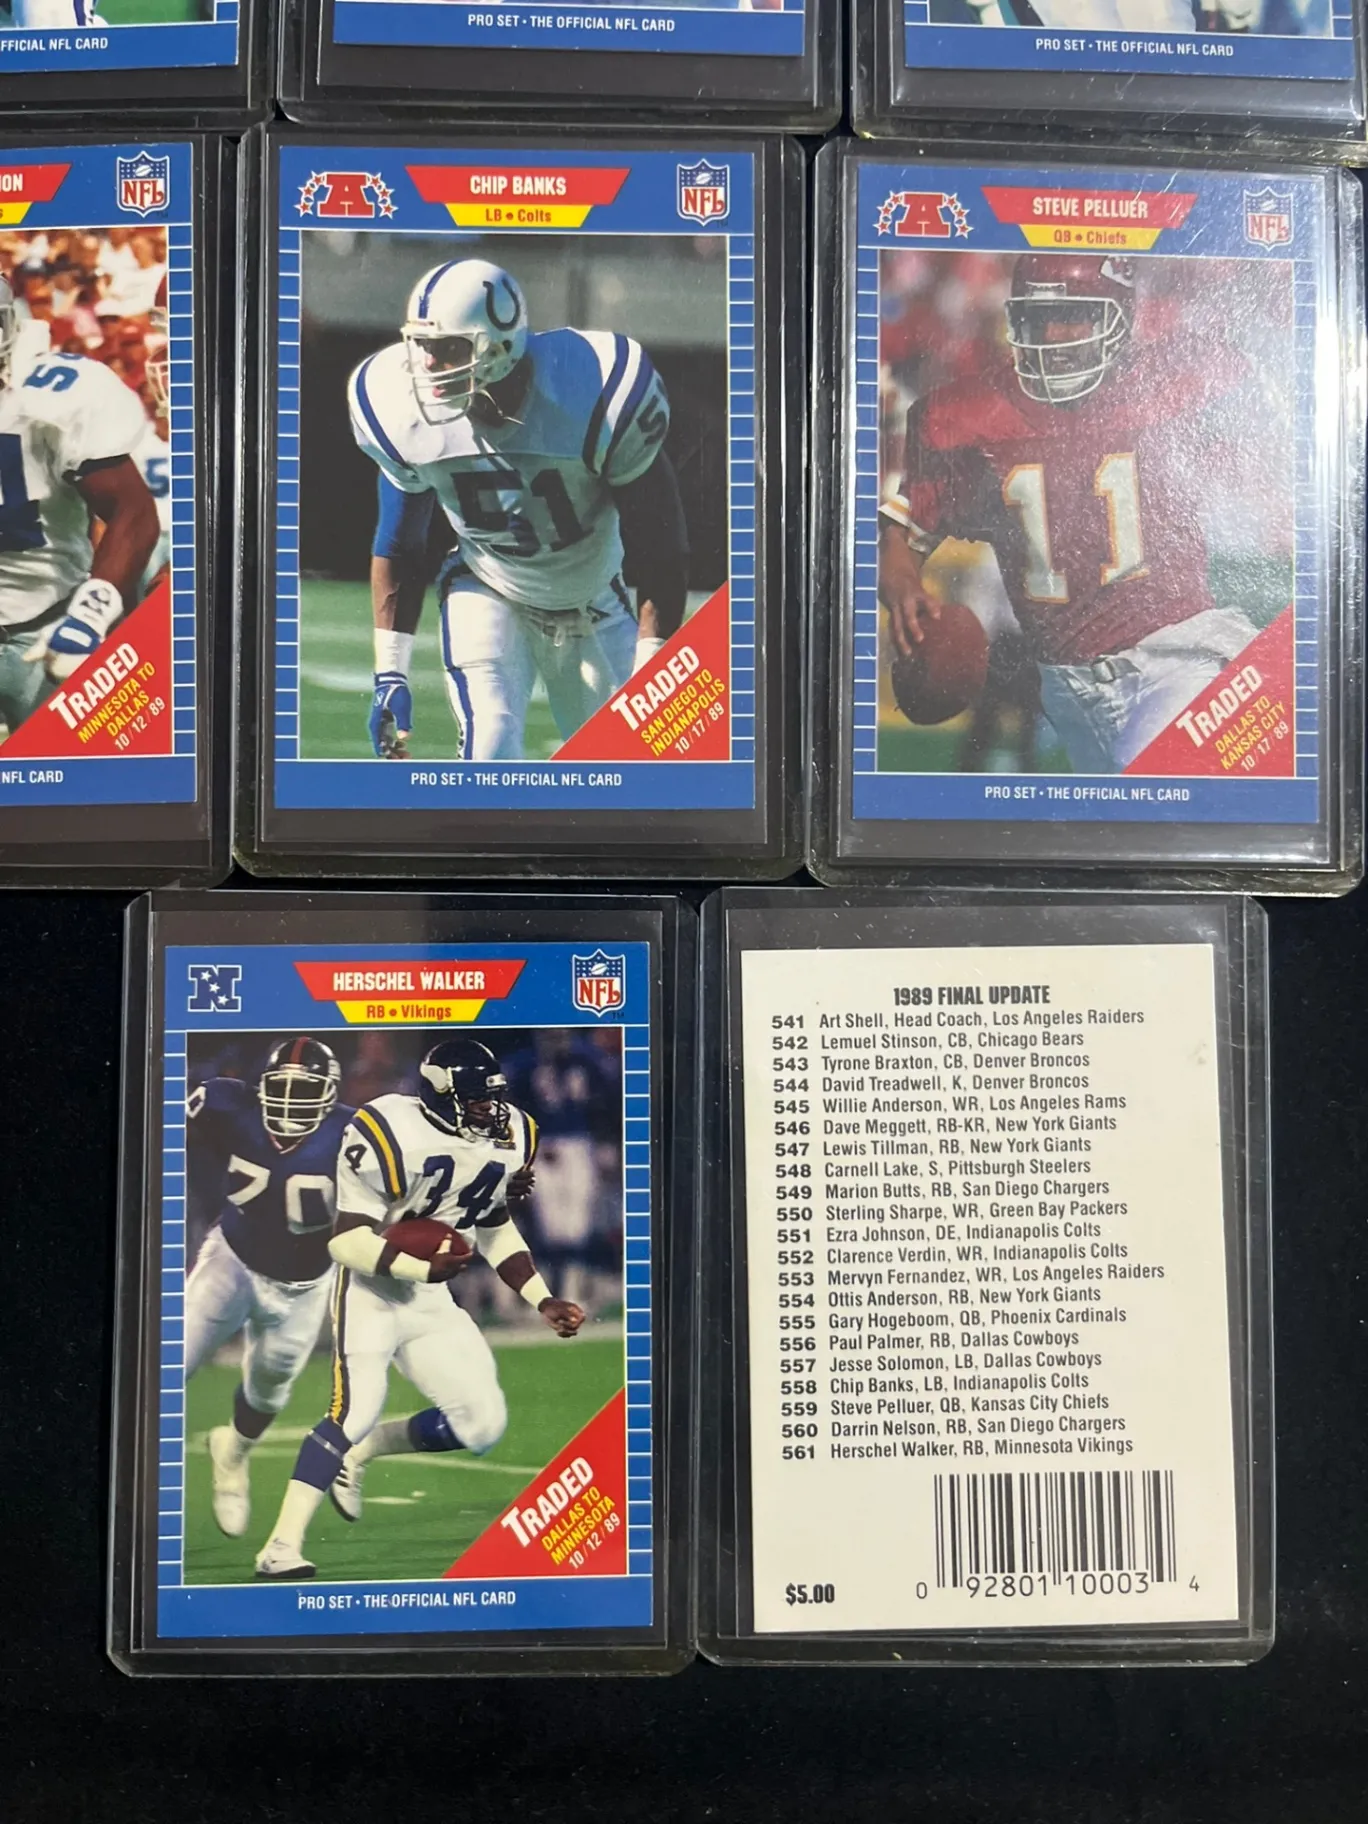 FFICIAL NFL CARD
PRO SET • THE OFFICIAL NFL CARD
PRO SET • THE OFFICIAL NFL CARD
ON
NFL
5
TRADED
MINNESOTA TO
DALLAS
10/12/89
NFL CARD
A
CHIP BANKS
LB • Colts
NFL
51
51
TRADED
SAN DIEGO TO
INDIANAPOLIS
10/17/89
PRO SET • THE OFFICIAL NFL CARD
A
STEVE PELLUER
QB • Chiefs
NFL
11
TRADED
DALLAS TO
KANSAS CITY
10/17/89
PRO SET • THE OFFICIAL NFL CARD
N
HERSCHEL WALKER
RB • Vikings
NFL
TM
70
70
34
34
TRADED
DALLAS TO
MINNESOTA
10/12/89
PRO SET • THE OFFICIAL NFL CARD
1989 FINAL UPDATE
541 Art Shell, Head Coach, Los Angeles Raiders
542 Lemuel Stinson, CB, Chicago Bears
543 Tyrone Braxton, CB, Denver Broncos
544 David Treadwell, K, Denver Broncos
545 Willie Anderson, WR, Los Angeles Rams
546 Dave Meggett, RB-KR, New York Giants
547 Lewis Tillman, RB, New York Giants
548 Carnell Lake, S, Pittsburgh Steelers
549 Marion Butts, RB, San Diego Chargers
550 Sterling Sharpe, WR, Green Bay Packers
551 Ezra Johnson, DE, Indianapolis Colts
552 Clarence Verdin, WR, Indianapolis Colts
553 Mervyn Fernandez, WR, Los Angeles Raiders
554 Ottis Anderson, RB, New York Giants
555 Gary Hogeboom, QB, Phoenix Cardinals
556 Paul Palmer, RB, Dallas Cowboys
557 Jesse Solomon, LB, Dallas Cowboys
558 Chip Banks, LB, Indianapolis Colts
559 Steve Pelluer, QB, Kansas City Chiefs
560 Darrin Nelson, RB, San Diego Chargers
561 Herschel Walker, RB, Minnesota Vikings
$5.00
0 92801 10003 4